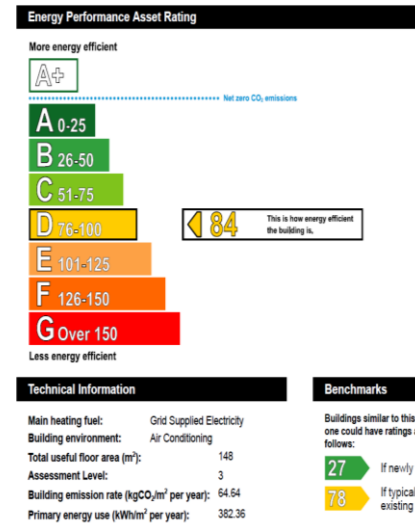 Energy Performance Asset Rating
More energy efficient
A+
Net zero CO₂ emissions
A 0-25
B 26-50
C 51-75
D 76-100
84
This is how energy efficient
the building is.
E 101-125
F 126-150
G Over 150
Less energy efficient
Technical Information
Main heating fuel: Grid Supplied Electricity
Building environment: Air Conditioning
Total useful floor area (m²): 148
Assessment Level: 3
Building emission rate (kgCO₂/m² per year): 64.64
Primary energy use (kWh/m² per year): 382.36
Benchmarks
Buildings similar to this
one could have ratings
follows:
27 If newly
78 If typical
existing